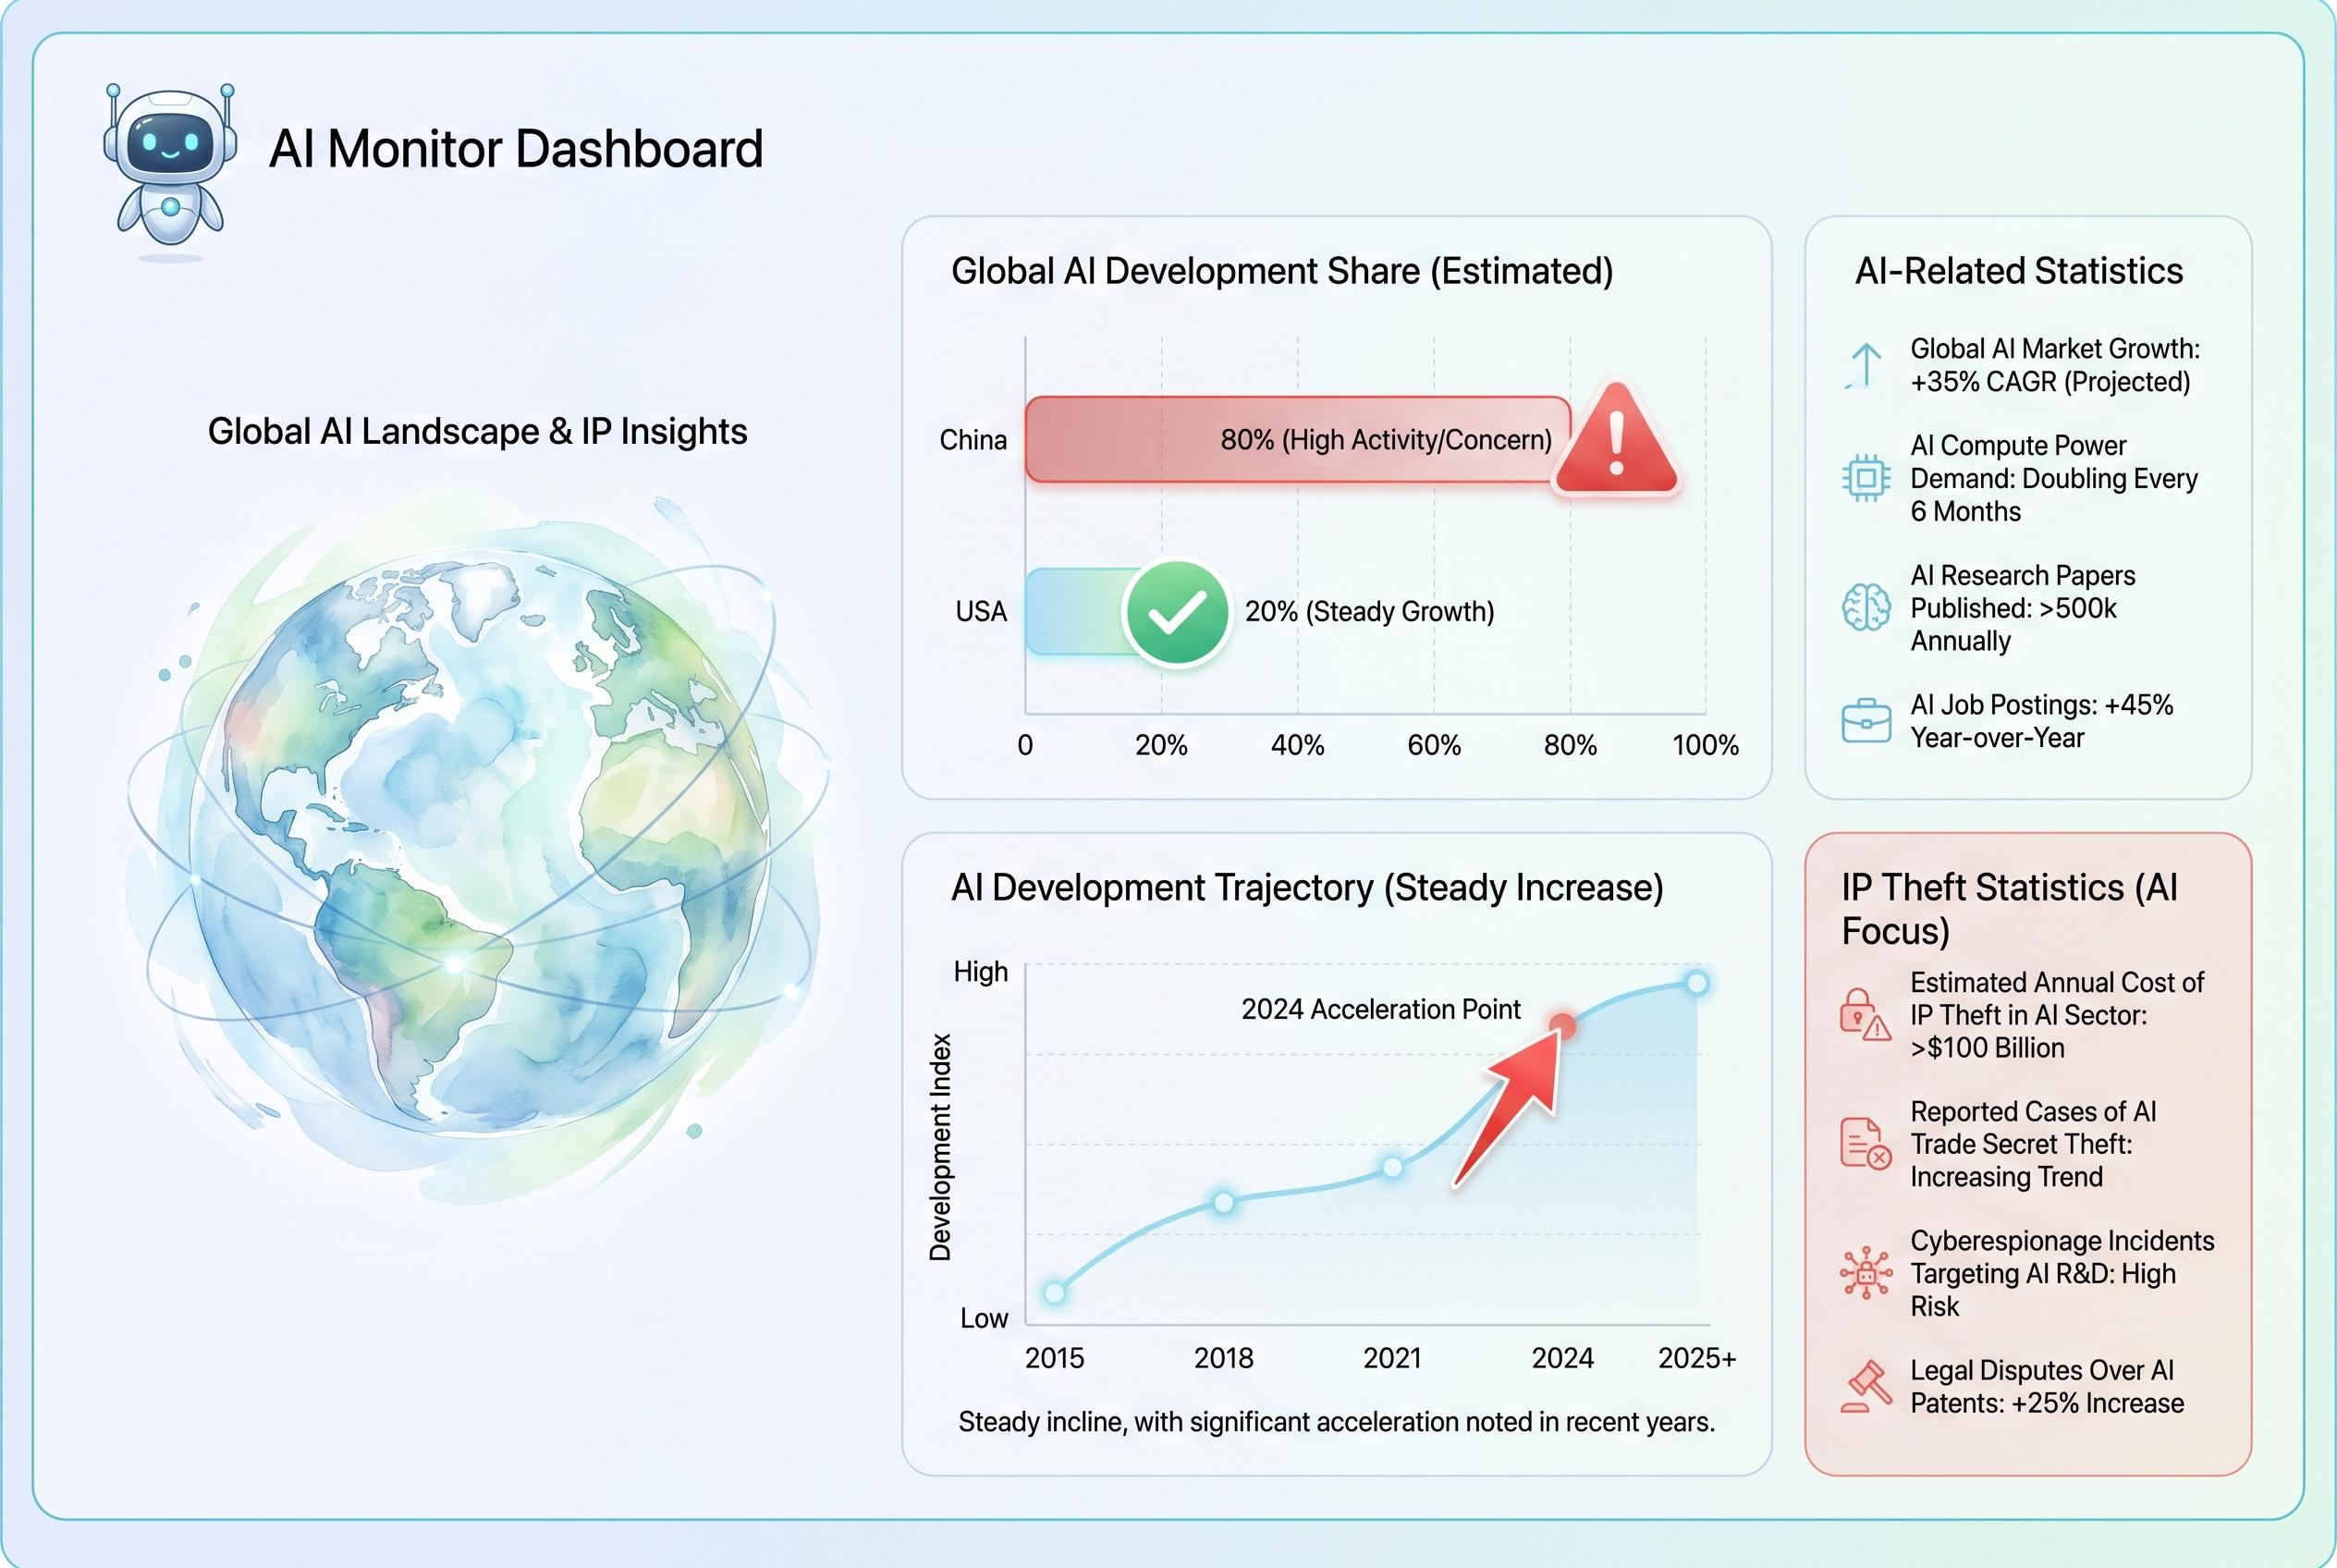 AI Monitor Dashboard
Global AI Landscape & IP Insights
Global AI Development Share (Estimated)
China
80% (High Activity/Concern)
USA
20% (Steady Growth)
0 20% 40% 60% 80% 100%
AI-Related Statistics
Global AI Market Growth:
+35% CAGR (Projected)
AI Compute Power
Demand: Doubling Every
6 Months
AI Research Papers
Published: >500k
Annually
AI Job Postings: +45%
Year-over-Year
AI Development Trajectory (Steady Increase)
High
2024 Acceleration Point
Development Index
Low
2015 2018 2021 2024 2025+
Steady incline, with significant acceleration noted in recent years.
IP Theft Statistics (AI
Focus)
Estimated Annual Cost of
IP Theft in AI Sector:
>$100 Billion
Reported Cases of AI
Trade Secret Theft:
Increasing Trend
Cyberespionage Incidents
Targeting AI R&D: High
Risk
Legal Disputes Over AI
Patents: +25% Increase